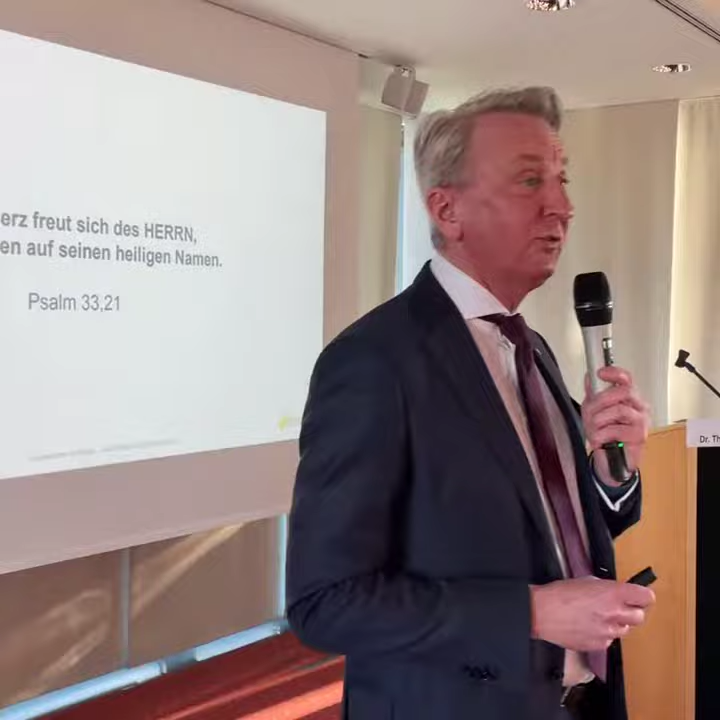 erz freut sich des HERRN,
en auf seinen heiligen Namen.
Psalm 33,21
Dr. Th